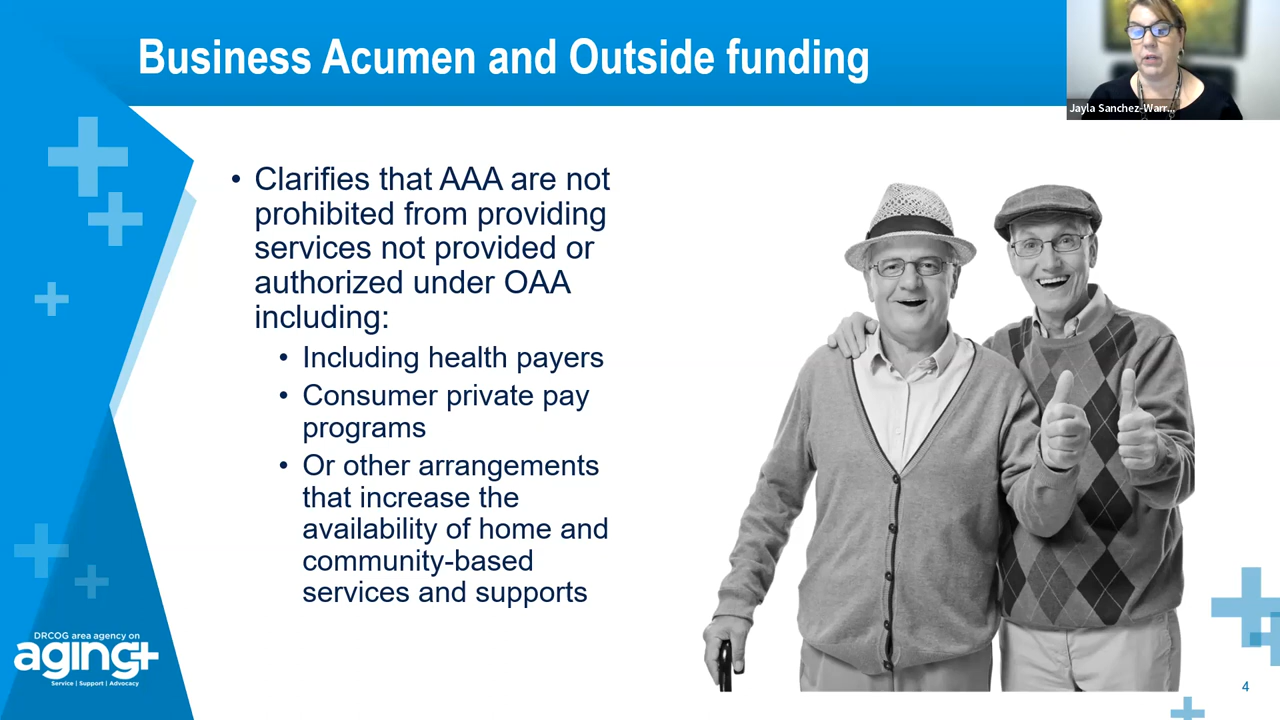 Business Acumen and Outside funding
Jayla Sanchez-Warr...
• Clarifies that AAA are not
prohibited from providing
services not provided or
authorized under OAA
including:
• Including health payers
• Consumer private pay
programs
• Or other arrangements
that increase the
availability of home and
community-based
services and supports
DRCOG area agency on
aging+
Service | Support | Advocacy
4